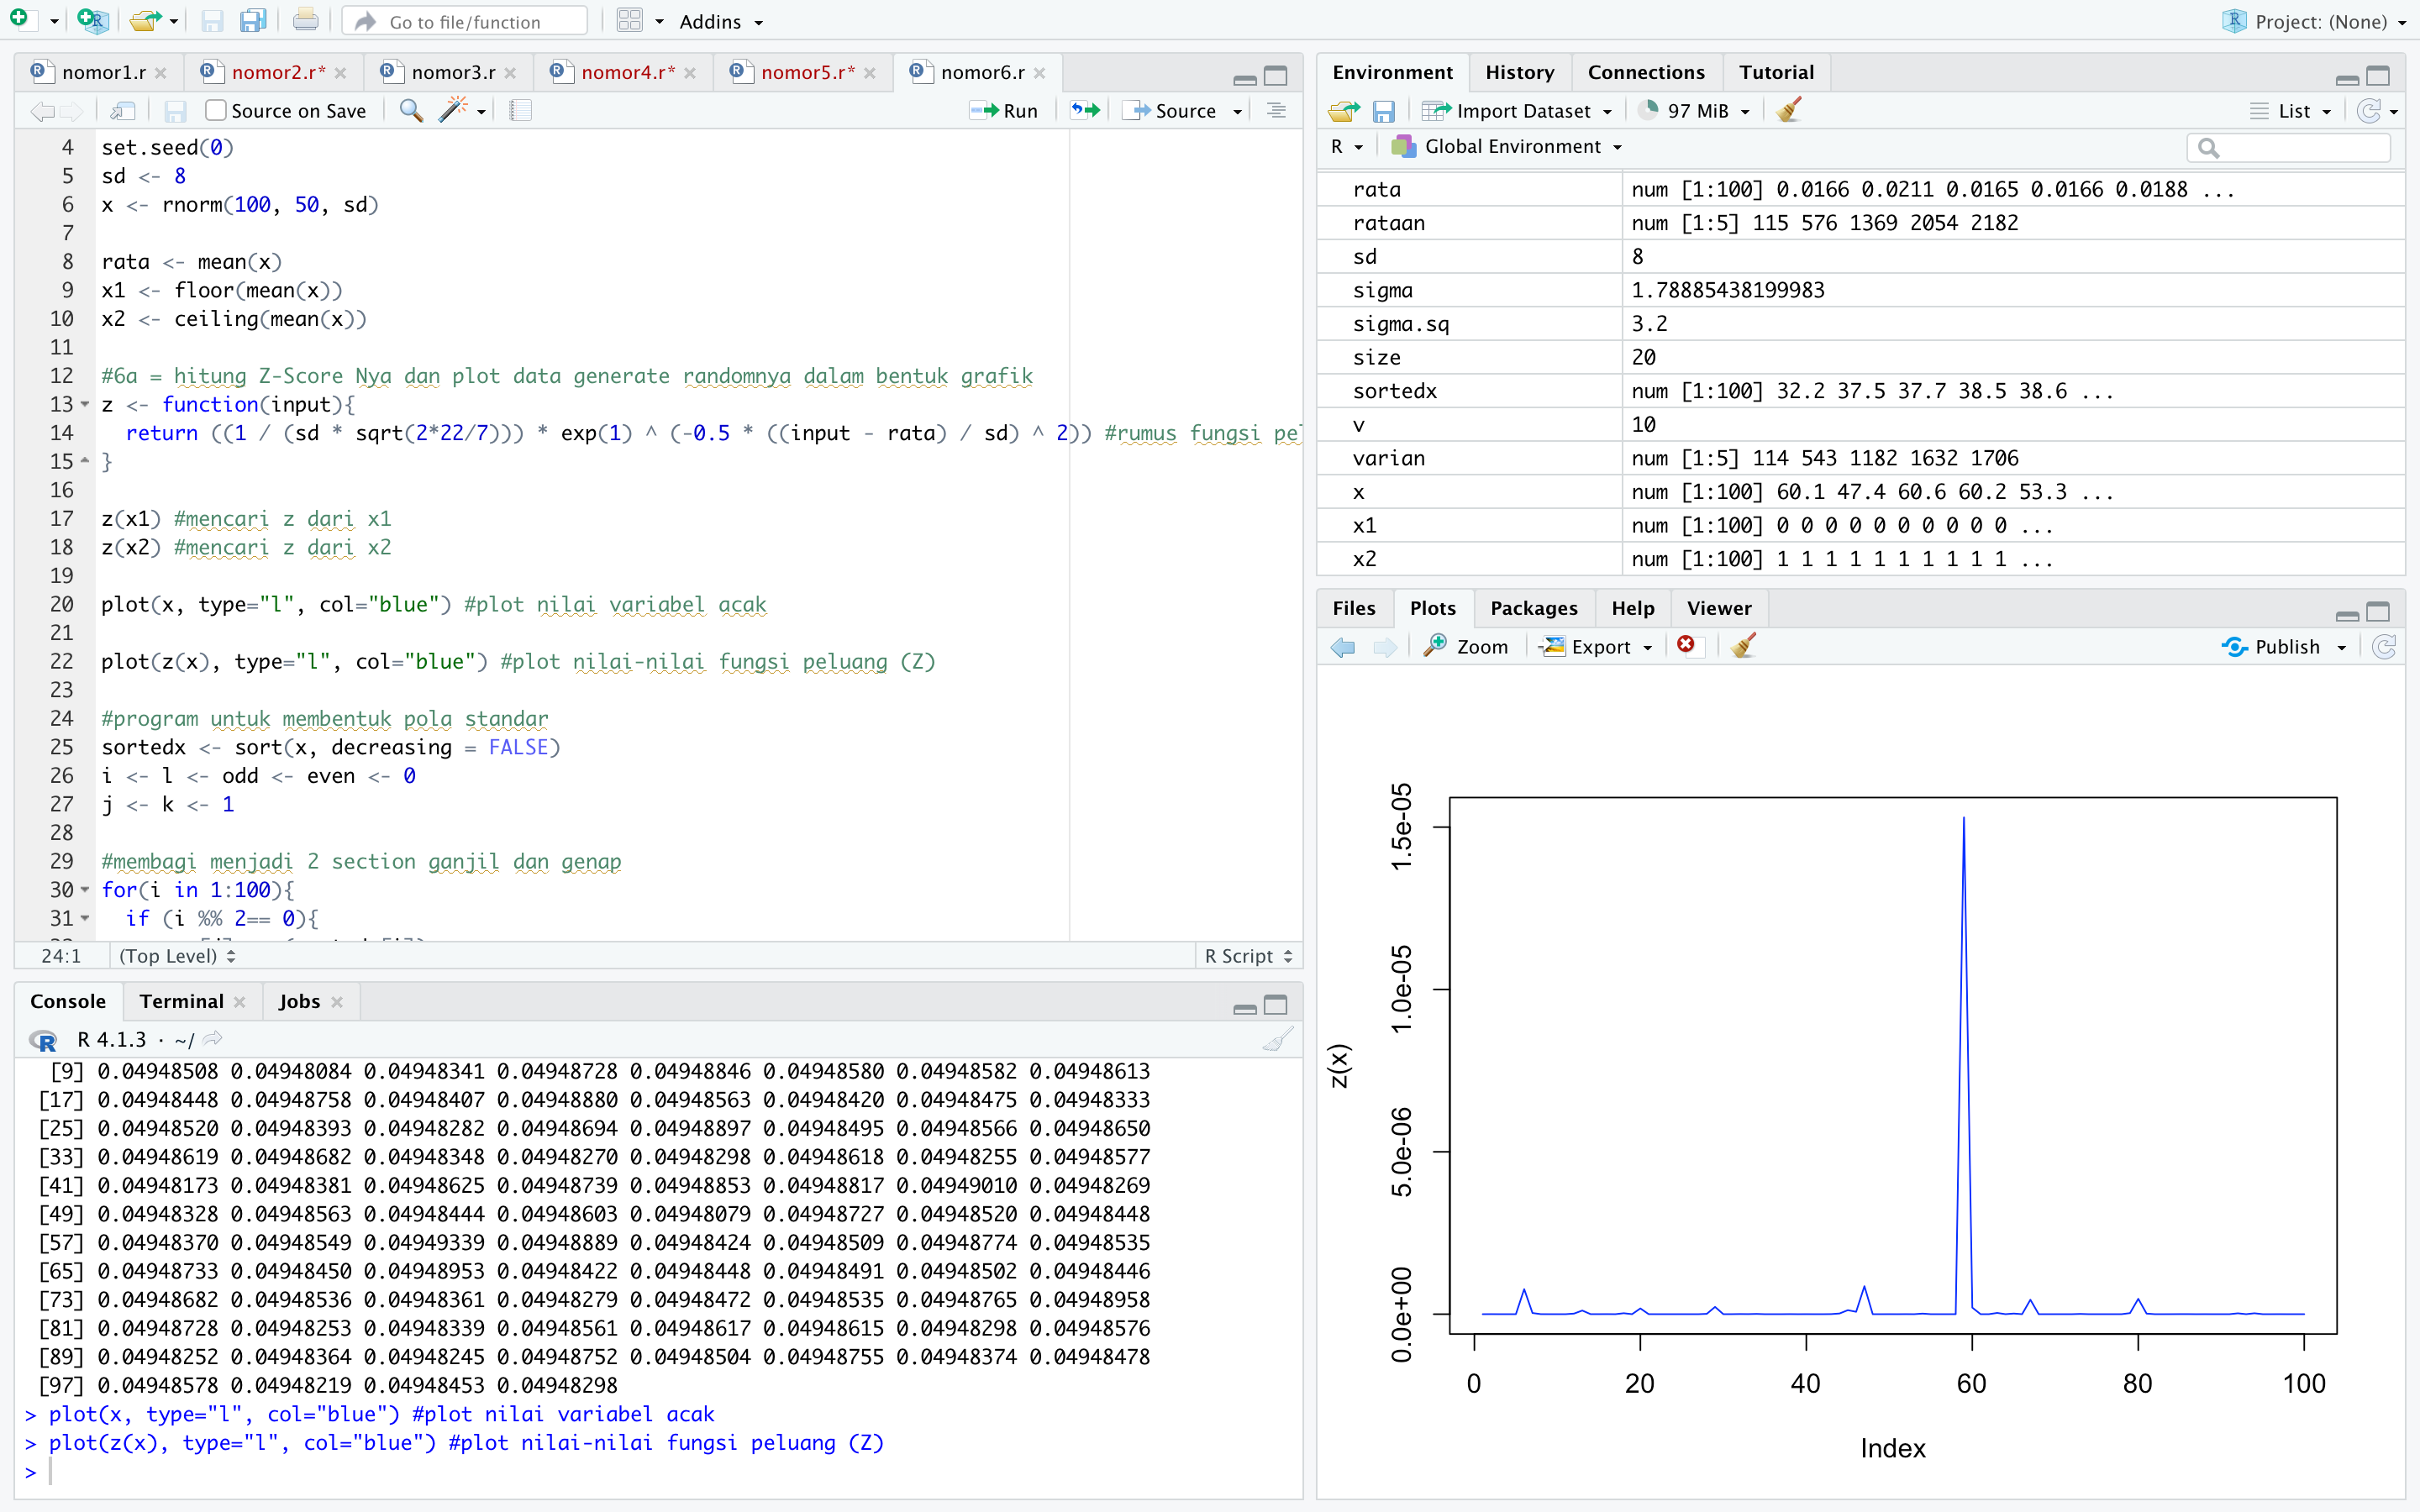 Go to file/function
Addins
Project: (None)
nomor1.r
nomor2.r*
nomor3.r
nomor4.r*
nomor5.r*
nomor6.r
Source on Save
Run
Source
4 set.seed(0)
5 sd <- 8
6 x <- rnorm(100, 50, sd)
7
8 rata <- mean(x)
9 x1 <- floor(mean(x))
10 x2 <- ceiling(mean(x))
11
12 #6a = hitung Z-Score Nya dan plot data generate randomnya dalam bentuk grafik
13 z <- function(input){
14 return ((1 / (sd * sqrt(2*22/7))) * exp(1) ^ (-0.5 * ((input - rata) / sd) ^ 2)) #rumus fungsi pel
15 }
16
17 z(x1) #mencari z dari x1
18 z(x2) #mencari z dari x2
19
20 plot(x, type="l", col="blue") #plot nilai variabel acak
21
22 plot(z(x), type="l", col="blue") #plot nilai-nilai fungsi peluang (Z)
23
24 #program untuk membentuk pola standar
25 sortedx <- sort(x, decreasing = FALSE)
26 i <- l <- odd <- even <- 0
27 j <- k <- 1
28
29 #membagi menjadi 2 section ganjil dan genap
30 for(i in 1:100){
31 if (i %% 2== 0){
24:1 (Top Level) R Script
Console Terminal Jobs
R 4.1.3 · ~/
[9] 0.04948508 0.04948084 0.04948341 0.04948728 0.04948846 0.04948580 0.04948582 0.04948613
[17] 0.04948448 0.04948758 0.04948407 0.04948880 0.04948563 0.04948420 0.04948475 0.04948333
[25] 0.04948520 0.04948393 0.04948282 0.04948694 0.04948897 0.04948495 0.04948566 0.04948650
[33] 0.04948619 0.04948682 0.04948348 0.04948270 0.04948298 0.04948618 0.04948255 0.04948577
[41] 0.04948173 0.04948381 0.04948625 0.04948739 0.04948853 0.04948817 0.04949010 0.04948269
[49] 0.04948328 0.04948563 0.04948444 0.04948603 0.04948079 0.04948727 0.04948520 0.04948448
[57] 0.04948370 0.04948549 0.04949339 0.04948889 0.04948424 0.04948509 0.04948774 0.04948535
[65] 0.04948733 0.04948450 0.04948953 0.04948422 0.04948448 0.04948491 0.04948502 0.04948446
[73] 0.04948682 0.04948536 0.04948361 0.04948279 0.04948472 0.04948535 0.04948765 0.04948958
[81] 0.04948728 0.04948253 0.04948339 0.04948561 0.04948617 0.04948615 0.04948298 0.04948576
[89] 0.04948252 0.04948364 0.04948245 0.04948752 0.04948504 0.04948755 0.04948374 0.04948478
[97] 0.04948578 0.04948219 0.04948453 0.04948298
> plot(x, type="l", col="blue") #plot nilai variabel acak
> plot(z(x), type="l", col="blue") #plot nilai-nilai fungsi peluang (Z)
>
Environment History Connections Tutorial
Import Dataset 97 MiB List
R Global Environment
rata num [1:100] 0.0166 0.0211 0.0165 0.0166 0.0188 ...
rataan num [1:5] 115 576 1369 2054 2182
sd 8
sigma 1.78885438199983
sigma.sq 3.2
size 20
sortedx num [1:100] 32.2 37.5 37.7 38.5 38.6 ...
v 10
varian num [1:5] 114 543 1182 1632 1706
x num [1:100] 60.1 47.4 60.6 60.2 53.3 ...
x1 num [1:100] 0 0 0 0 0 0 0 0 0 0 ...
x2 num [1:100] 1 1 1 1 1 1 1 1 1 1 ...
Files Plots Packages Help Viewer
Zoom Export Publish
1.5e-05
1.0e-05
5.0e-06
0.0e+00
z(x)
0 20 40 60 80 100
Index